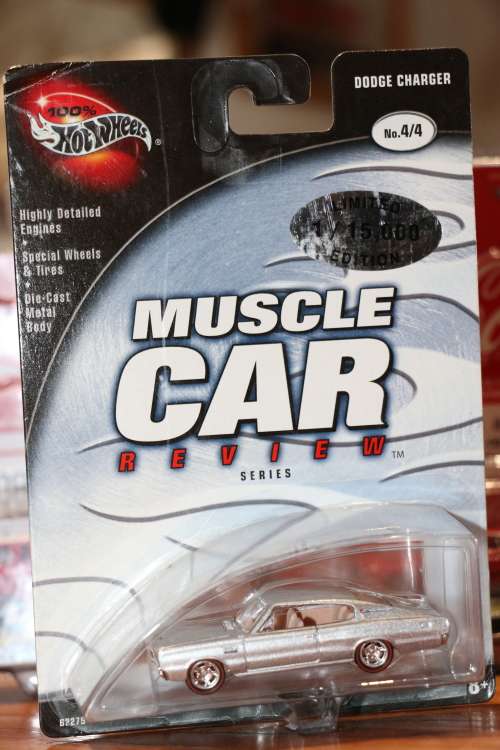 DODGE CHARGER
100%
Hot Wheels®
No.4/4
Highly Detailed
Engines
Special Wheels
& Tires
Die-Cast
Metal
Body
LIMITED
1 / 15,000
EDITION
MUSCLE
CAR
REVIEW™
SERIES
8+